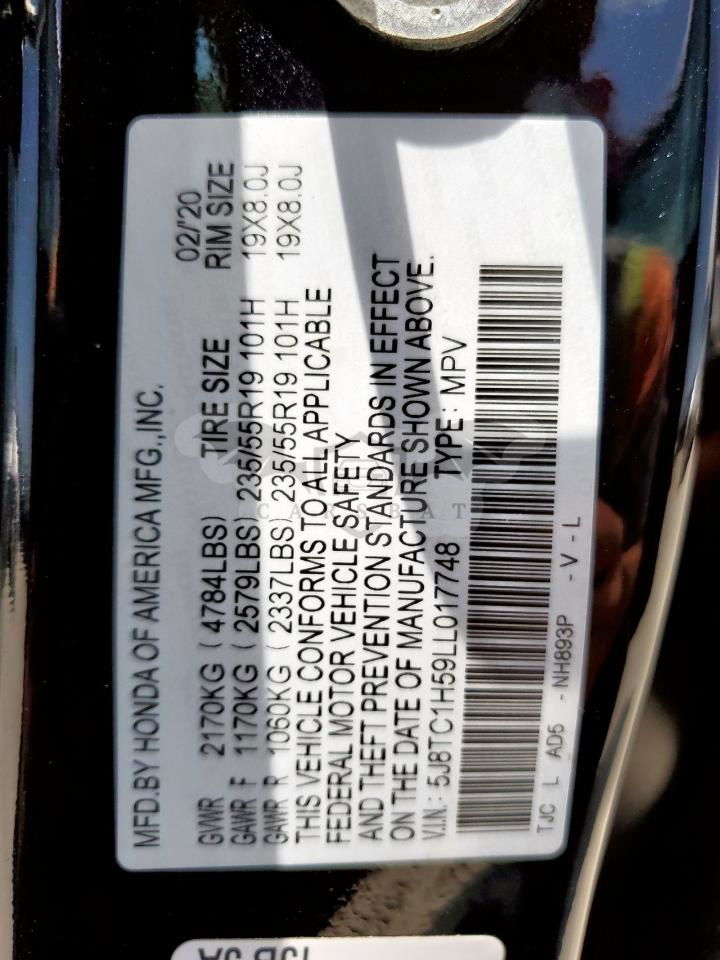 MFD.BY HONDA OF AMERICA MFG.,INC. 02/'20
GVWR 2170KG ( 4784LBS) TIRE SIZE RIM SIZE
GAWR F 1170KG ( 2579LBS) 235/55R19 101H 19X8.0J
GAWR R 1060KG ( 2337LBS) 235/55R19 101H 19X8.0J
THIS VEHICLE CONFORMS TO ALL APPLICABLE
FEDERAL MOTOR VEHICLE SAFETY
AND THEFT PREVENTION STANDARDS IN EFFECT
ON THE DATE OF MANUFACTURE SHOWN ABOVE.
V.I.N.: 5J8TC1H59LL017748 TYPE: MPV
TJC L AD5 - NH893P - V - L
CARSBAT